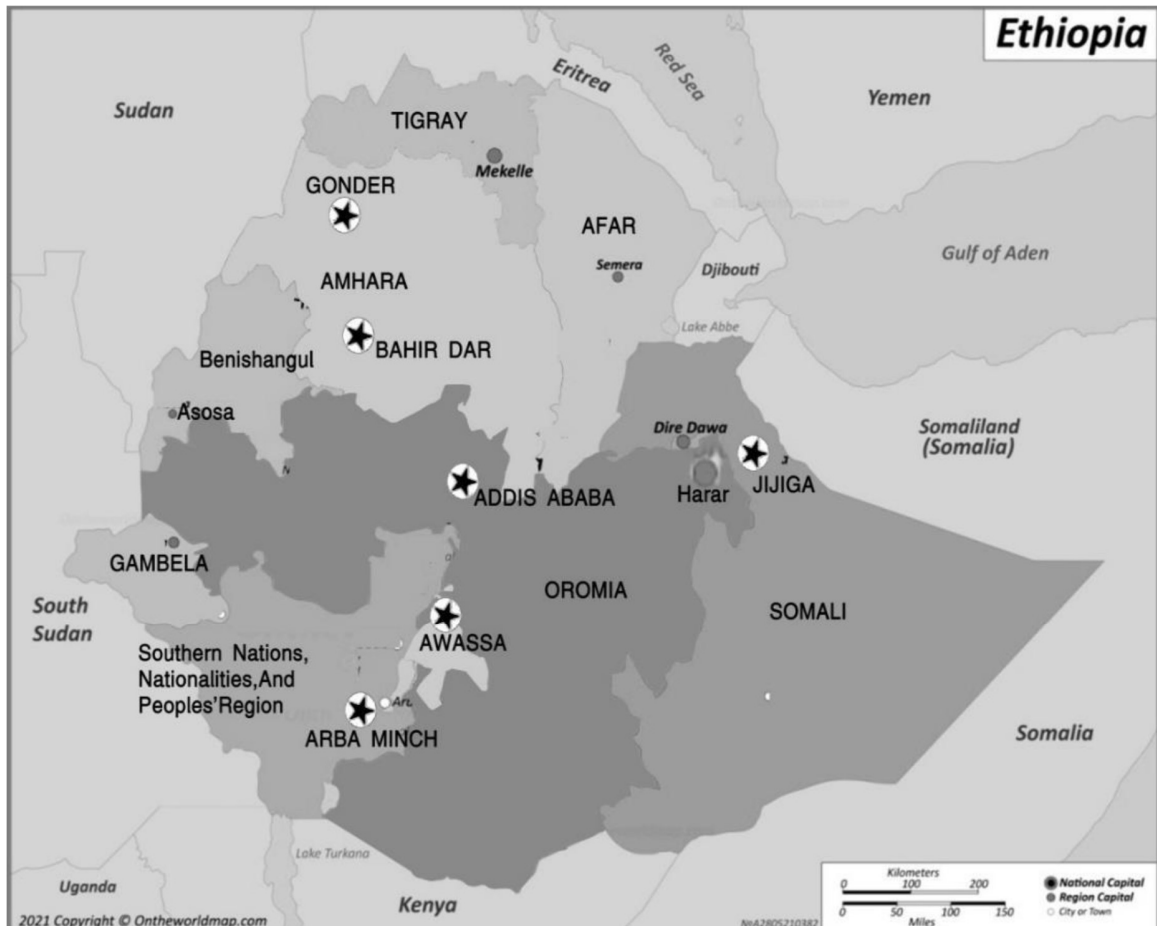 Ethiopia
Sudan
Eritrea
Red Sea
Yemen
TIGRAY
Mekelle
GONDER
AFAR
Semera
Djibouti
Gulf of Aden
AMHARA
Lake Abbe
BAHIR DAR
Benishangul
Asosa
Dire Dawa
Somaliland
(Somalia)
ADDIS ABABA
Harar
JIJIGA
GAMBELA
OROMIA
SOMALI
South
Sudan
AWASSA
Southern Nations,
Nationalities,And
Peoples'Region
ARBA MINCH
Somalia
Lake Turkana
Uganda
Kenya
Kilometers
0 100 200
0 50 100 150
Miles
National Capital
Region Capital
City or Town
2021 Copyright © Ontheworldmap.com